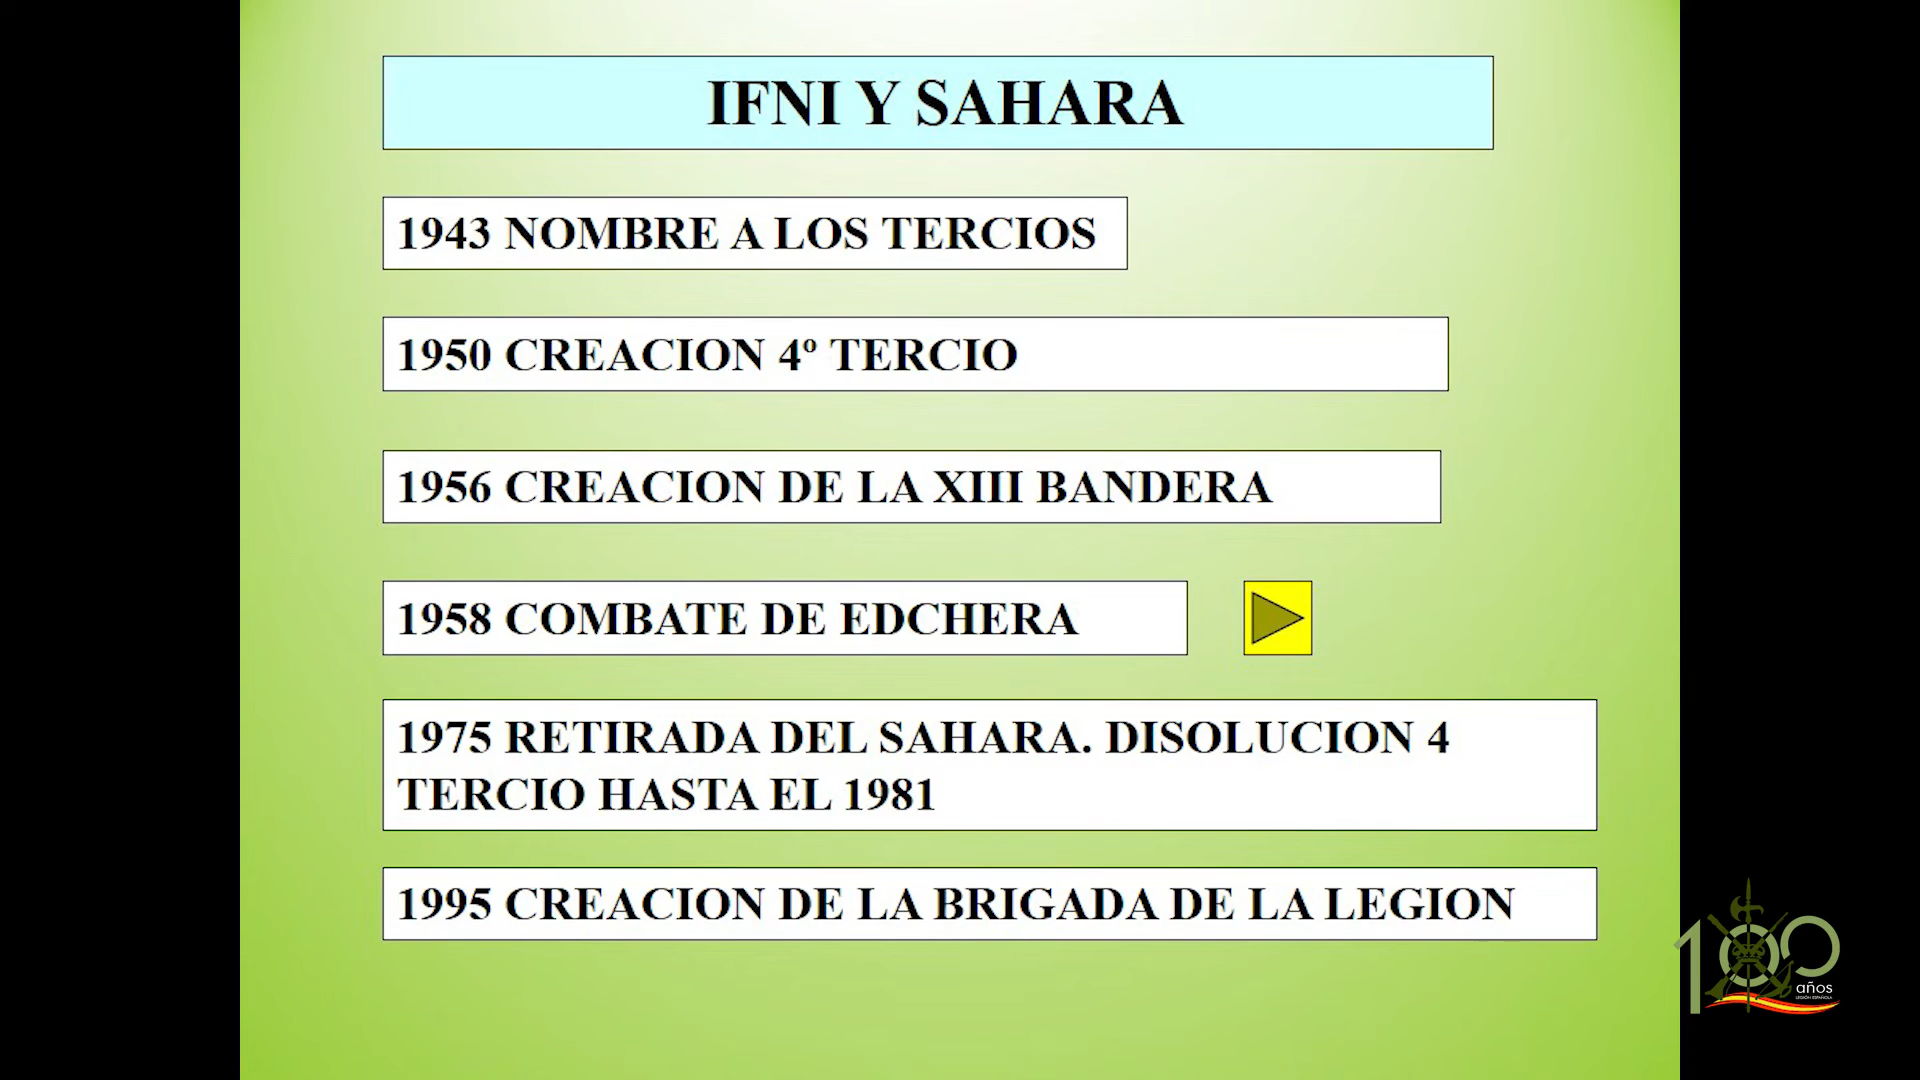 IFNI Y SAHARA
1943 NOMBRE A LOS TERCIOS
1950 CREACION 4º TERCIO
1956 CREACION DE LA XIII BANDERA
1958 COMBATE DE EDCHERA
1975 RETIRADA DEL SAHARA. DISOLUCION 4
TERCIO HASTA EL 1981
1995 CREACION DE LA BRIGADA DE LA LEGION
100
años
LEGIÓN ESPAÑOLA